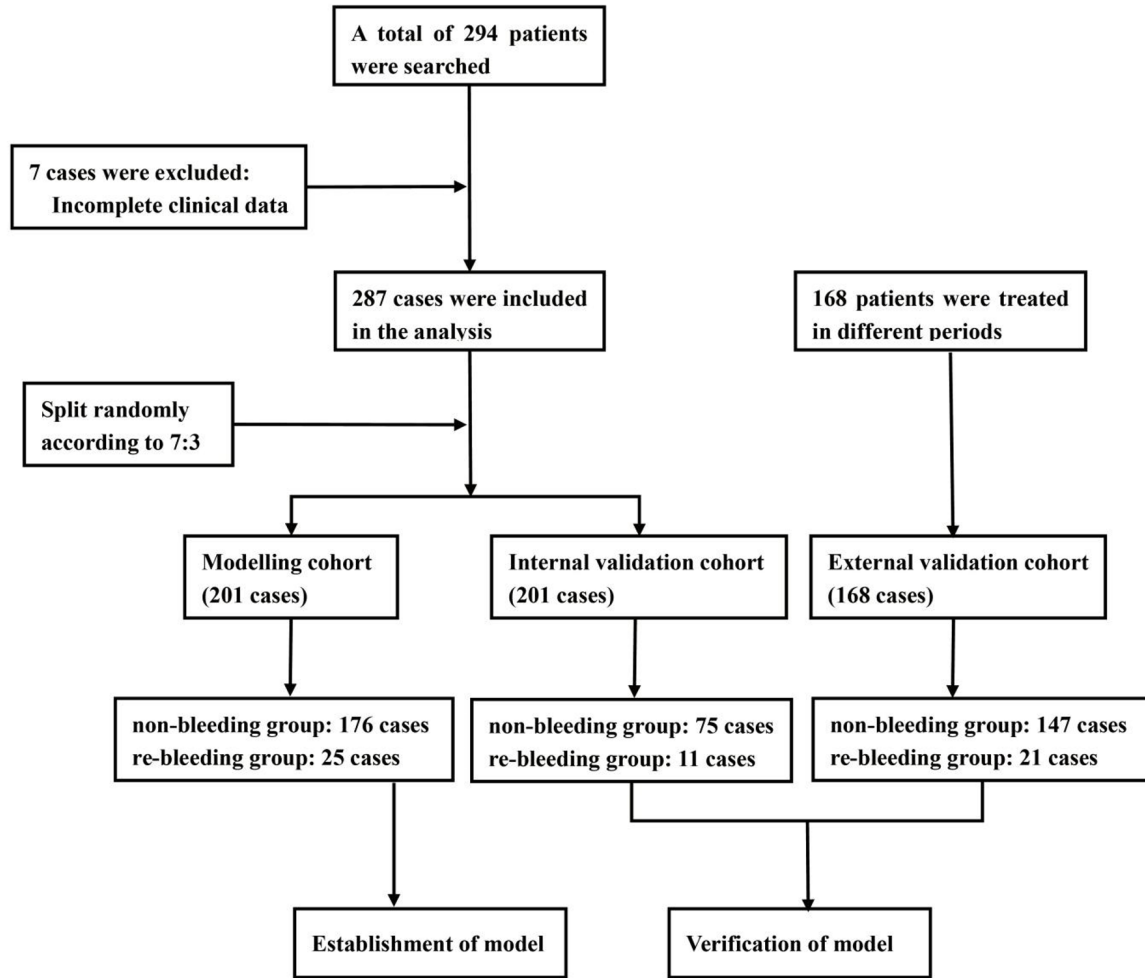 A total of 294 patients
were searched
7 cases were excluded:
Incomplete clinical data
287 cases were included
in the analysis
168 patients were treated
in different periods
Split randomly
according to 7:3
Modelling cohort
(201 cases)
Internal validation cohort
(201 cases)
External validation cohort
(168 cases)
non-bleeding group: 176 cases
re-bleeding group: 25 cases
non-bleeding group: 75 cases
re-bleeding group: 11 cases
non-bleeding group: 147 cases
re-bleeding group: 21 cases
Establishment of model
Verification of model